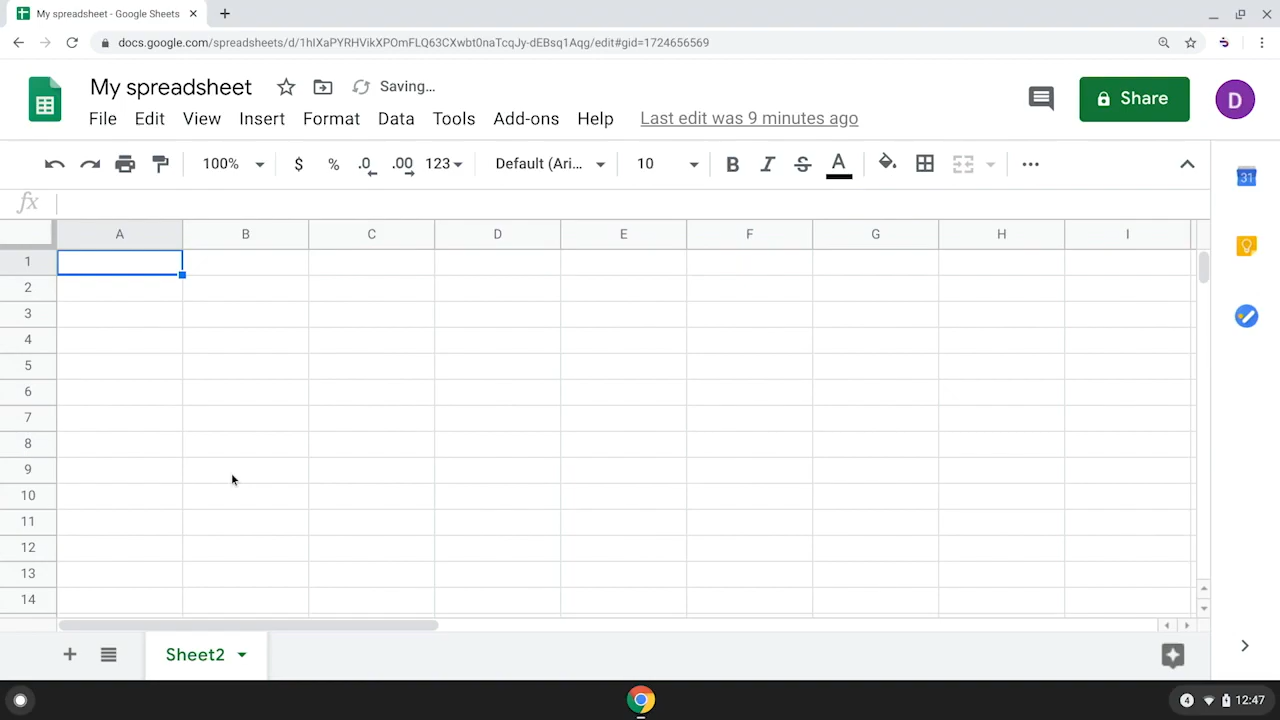 My spreadsheet - Google Sheets
docs.google.com/spreadsheets/d/1hIXaPYRHVikXPOmFLQ63CXwbt0naTcqJy-dEBsq1Aqg/edit#gid=1724656569
My spreadsheet Saving...
Share D
File Edit View Insert Format Data Tools Add-ons Help Last edit was 9 minutes ago
100% $ % .0 .00 123 Default (Ari... 10 B I S A
31
fx
A B C D E F G H I
1
2
3
4
5
6
7
8
9
10
11
12
13
14
Sheet2
4 12:47